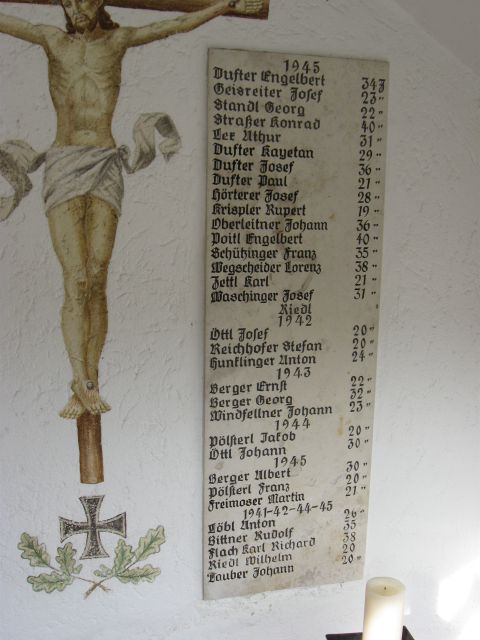 1945
Dufter Engelbert 34 J
Geisreiter Josef 23 "
Standl Georg 22 "
Straßer Konrad 40 "
Lex Athur 31 "
Dufter Kayetan 29 "
Dufter Josef 36 "
Dufter Paul 21 "
Hörterer Josef 28 "
Krispler Rupert 19 "
Oberleitner Johann 36 "
Poitl Engelbert 40 "
Schützinger Franz 35 "
Wegscheider Lorenz 38 "
Zettl Karl 21 "
Waschinger Josef 31 "
Riedl
1942
Ottl Josef 20 "
Reichhofer Stefan 20 "
Hunklinger Anton 24 "
1943
Berger Ernst 22 "
Berger Georg 32 "
Windfellner Johann 23 "
1944
Pölsterl Jakob 20 "
Ottl Johann 30 "
1945
Berger Albert 30 "
Pölsterl Franz 20 "
Freimoser Martin 21 "
1941-42-44-45
Löbl Anton 26 "
Bittner Rudolf 35
Flach Karl Richard 38
Riedl Wilhelm 20
Tauber Johann 20 "